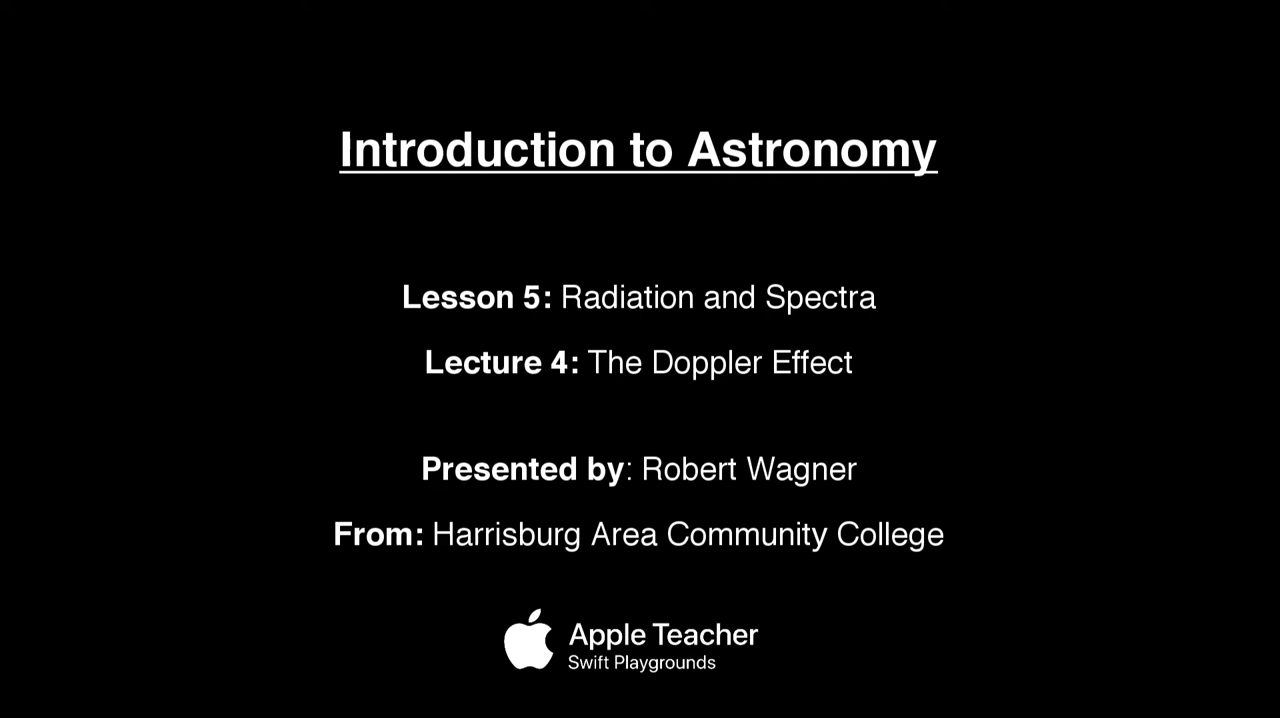 Introduction to Astronomy
Lesson 5: Radiation and Spectra
Lecture 4: The Doppler Effect
Presented by: Robert Wagner
From: Harrisburg Area Community College
Apple Teacher
Swift Playgrounds